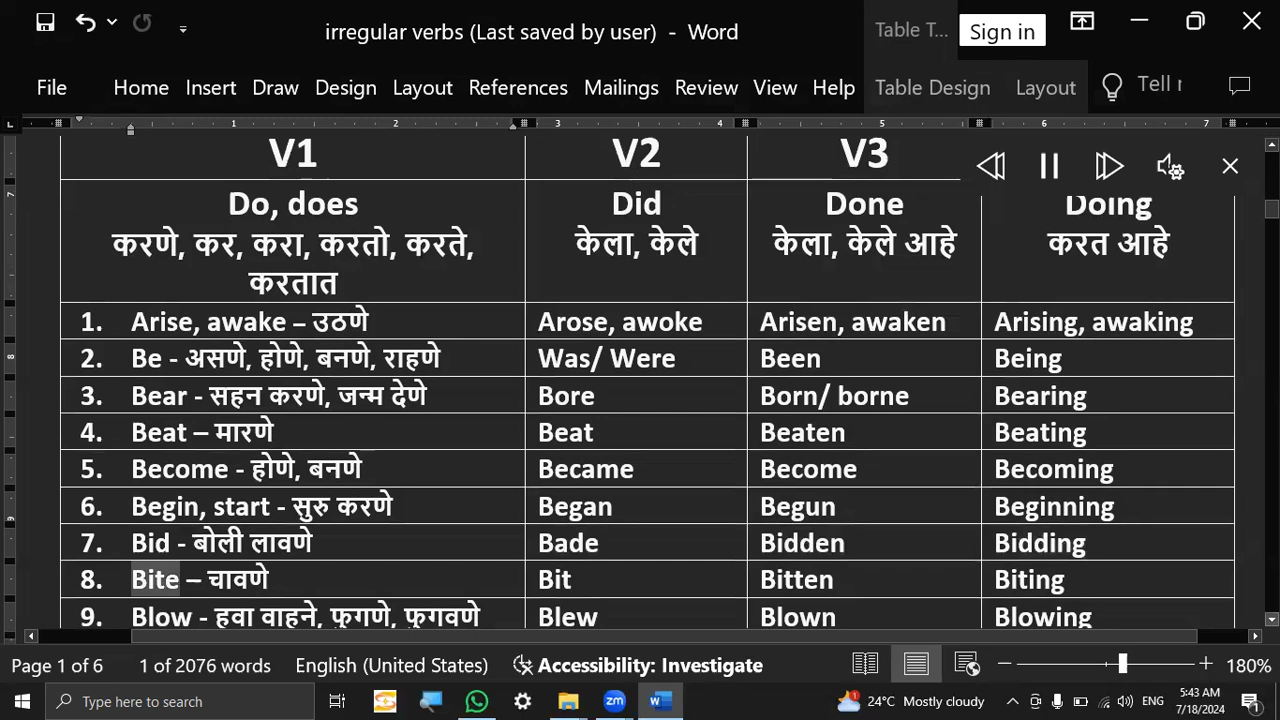 irregular verbs (Last saved by user) - Word
Table T...
Sign in
File Home Insert Draw Design Layout References Mailings Review View Help Table Design Layout Tell
1 2 3 4 5 6 7
V1 V2 V3
Do, does Did Done Doing
करणे, कर, करा, करतो, करते, केला, केले केला, केले आहे करत आहे
करतात
1. Arise, awake – उठणे Arose, awoke Arisen, awaken Arising, awaking
2. Be - असणे, होणे, बनणे, राहणे Was/ Were Been Being
3. Bear - सहन करणे, जन्म देणे Bore Born/ borne Bearing
4. Beat – मारणे Beat Beaten Beating
5. Become - होणे, बनणे Became Become Becoming
6. Begin, start - सुरु करणे Began Begun Beginning
7. Bid - बोली लावणे Bade Bidden Bidding
8. Bite – चावणे Bit Bitten Biting
9. Blow - हवा वाहने, फुगणे, फुगवणे Blew Blown Blowing
Page 1 of 6 1 of 2076 words English (United States) Accessibility: Investigate 180%
Type here to search
24°C Mostly cloudy ENG 5:43 AM
7/18/2024